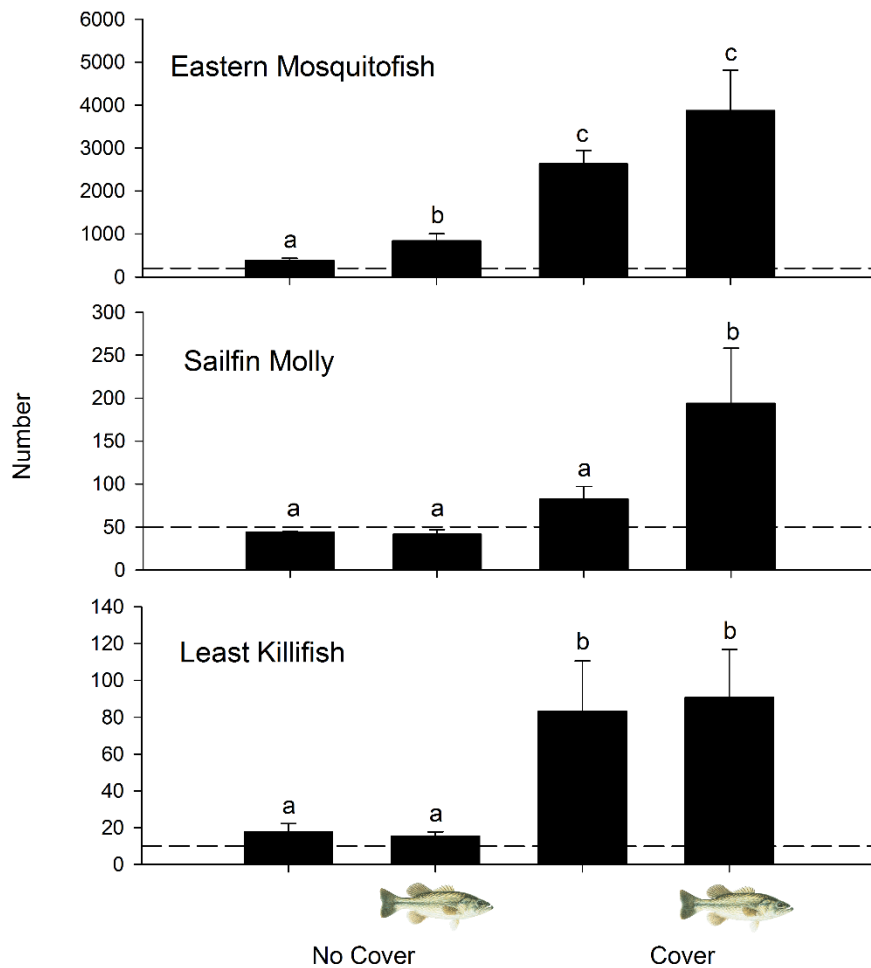 Number
6000
5000
4000
3000
2000
1000
0
Eastern Mosquitofish
a
b
c
c
300
250
200
150
100
50
0
Sailfin Molly
a
a
a
b
140
120
100
80
60
40
20
0
Least Killifish
a
a
b
b
No Cover
Cover